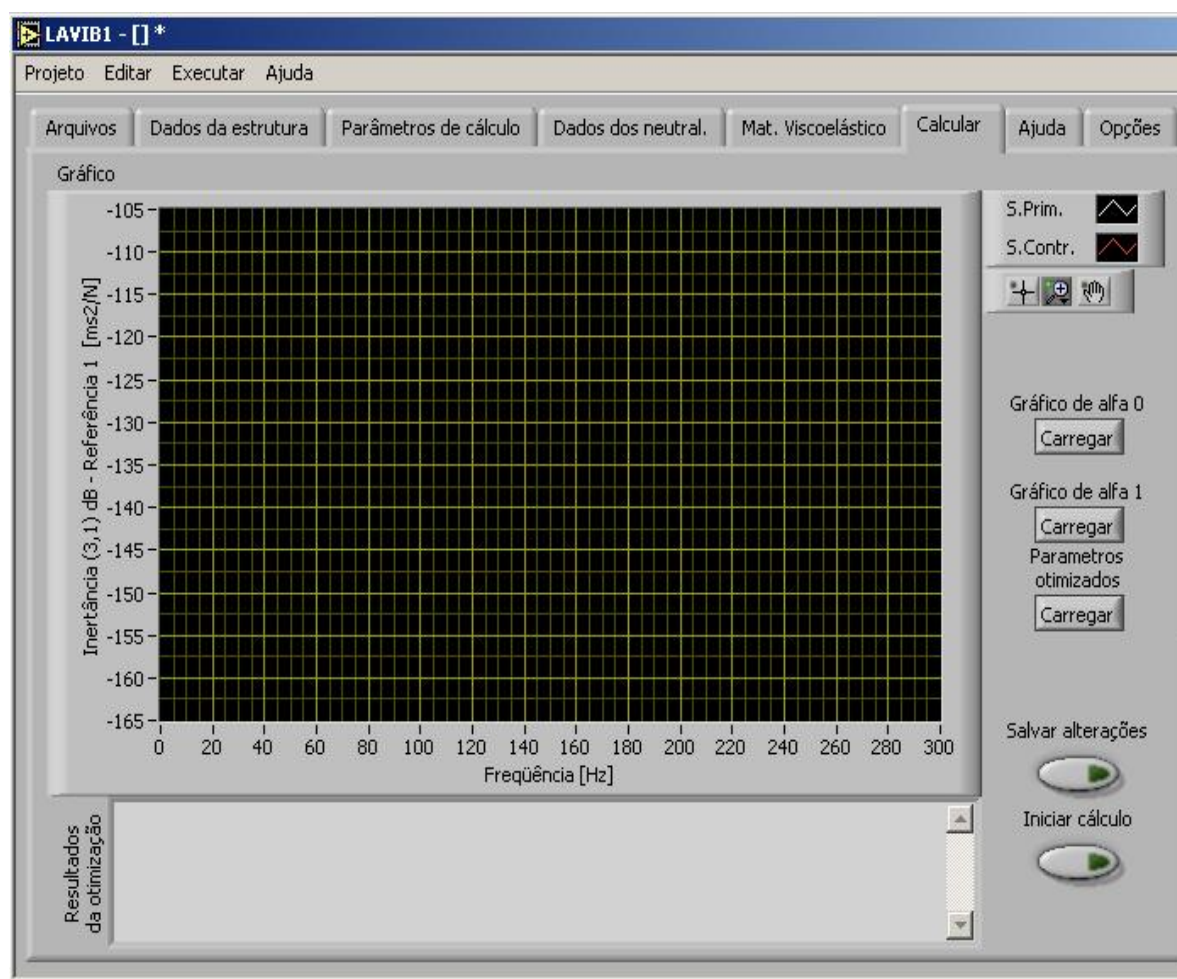 LAVIB1 - [] *
Projeto Editar Executar Ajuda
Arquivos Dados da estrutura Parâmetros de cálculo Dados dos neutral. Mat. Viscoelástico Calcular Ajuda Opções
Gráfico
-105
-110
-115
-120
-125
-130
-135
-140
-145
-150
-155
-160
-165
Inertância (3,1) dB - Referência 1 [ms2/N]
0 20 40 60 80 100 120 140 160 180 200 220 240 260 280 300
Freqüência [Hz]
S.Prim.
S.Contr.
Gráfico de alfa 0
Carregar
Gráfico de alfa 1
Carregar
Parametros
otimizados
Carregar
Salvar alterações
Iniciar cálculo
Resultados
da otimização